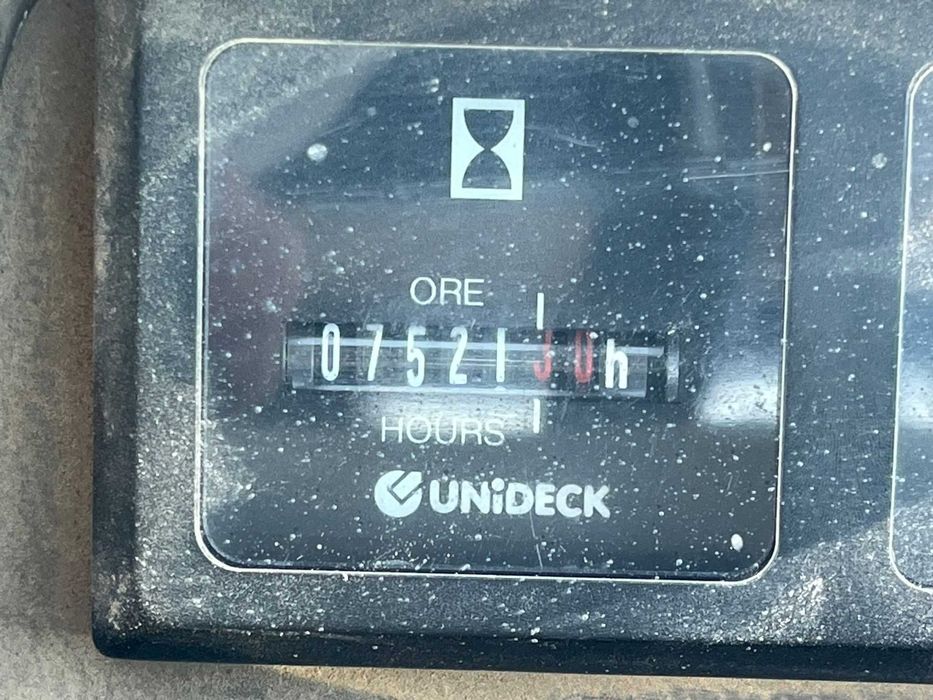 ORE
07521 h
HOURS
UNiDECK